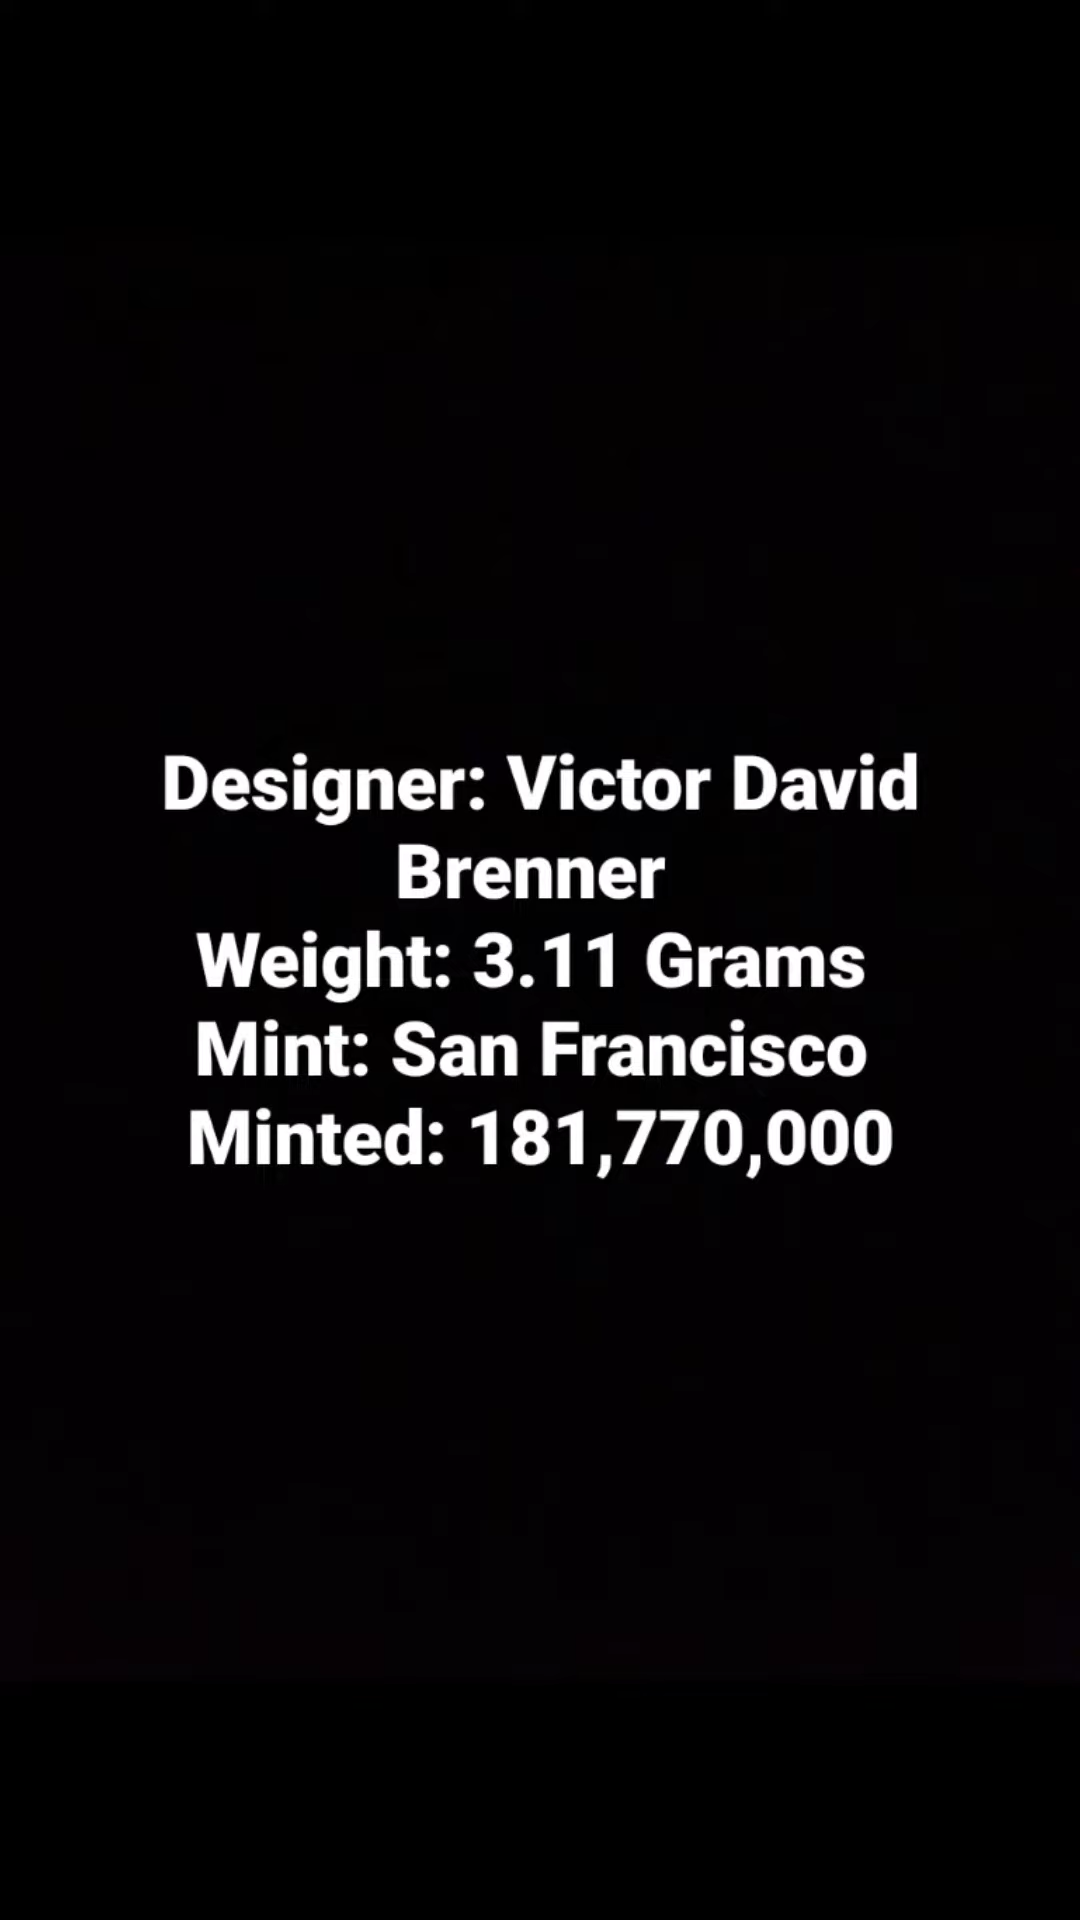 Designer: Victor David
Brenner
Weight: 3.11 Grams
Mint: San Francisco
Minted: 181,770,000